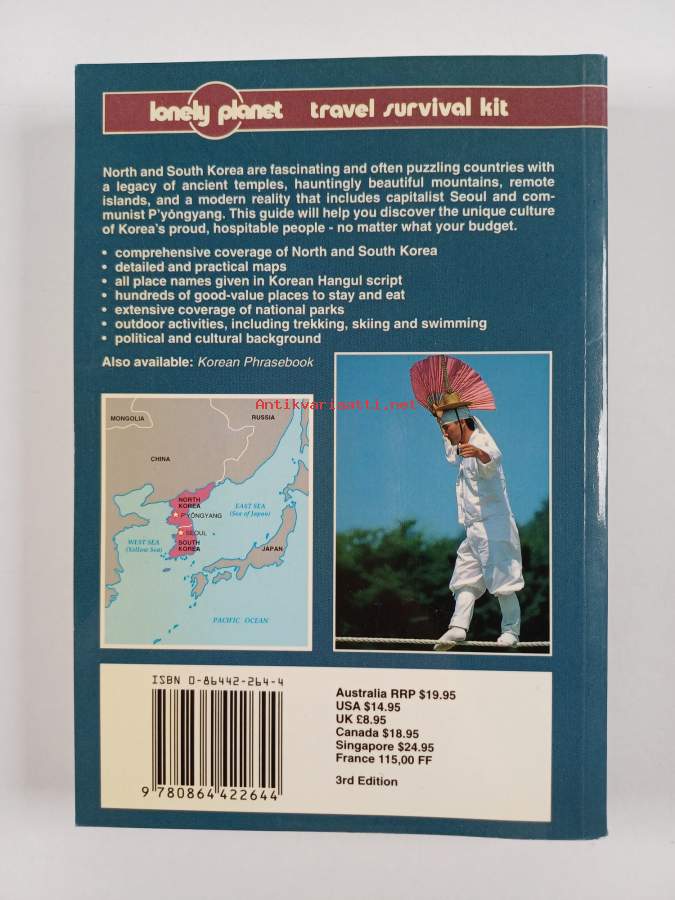 lonely planet travel survival kit
North and South Korea are fascinating and often puzzling countries with
a legacy of ancient temples, hauntingly beautiful mountains, remote
islands, and a modern reality that includes capitalist Seoul and com-
munist P'yŏngyang. This guide will help you discover the unique culture
of Korea's proud, hospitable people - no matter what your budget.
• comprehensive coverage of North and South Korea
• detailed and practical maps
• all place names given in Korean Hangul script
• hundreds of good-value places to stay and eat
• extensive coverage of national parks
• outdoor activities, including trekking, skiing and swimming
• political and cultural background
Also available: Korean Phrasebook
Antikvariaatti.net
MONGOLIA
RUSSIA
CHINA
NORTH
KOREA
P'YŎNGYANG
EAST SEA
(Sea of Japan)
SEOUL
WEST SEA
(Yellow Sea)
SOUTH
KOREA
JAPAN
PACIFIC OCEAN
ISBN 0-86442-264-4
9 780864 422644
Australia RRP $19.95
USA $14.95
UK £8.95
Canada $18.95
Singapore $24.95
France 115,00 FF
3rd Edition